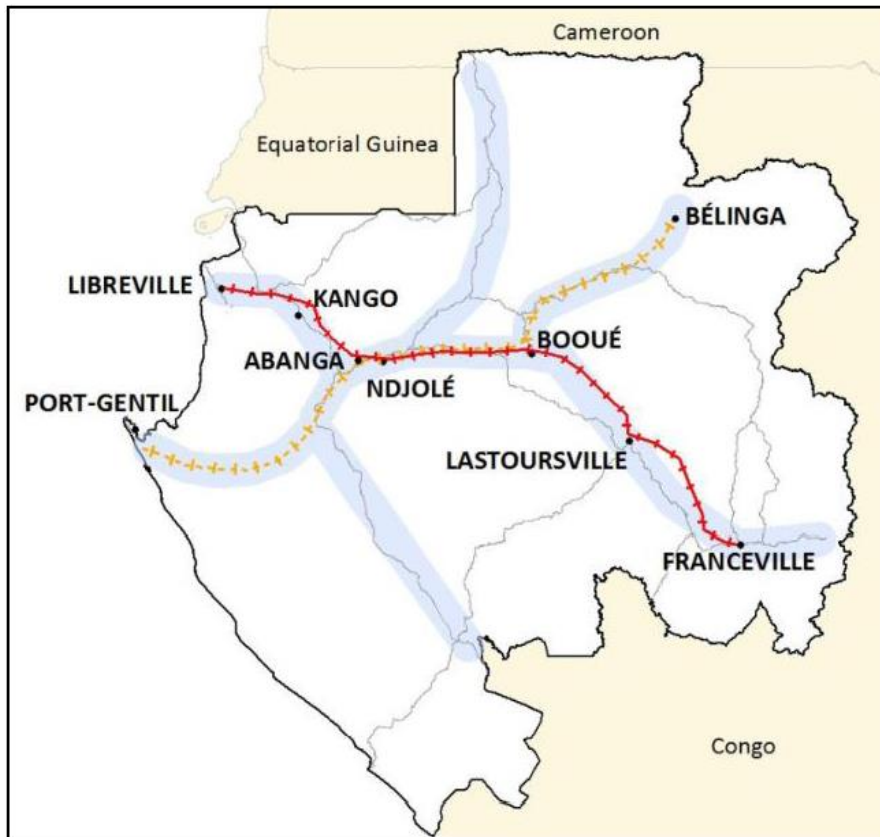 Cameroon
Equatorial Guinea
BÉLINGA
LIBREVILLE
KANGO
ABANGA
BOOUÉ
NDJOLÉ
PORT-GENTIL
LASTOURSVILLE
FRANCEVILLE
Congo